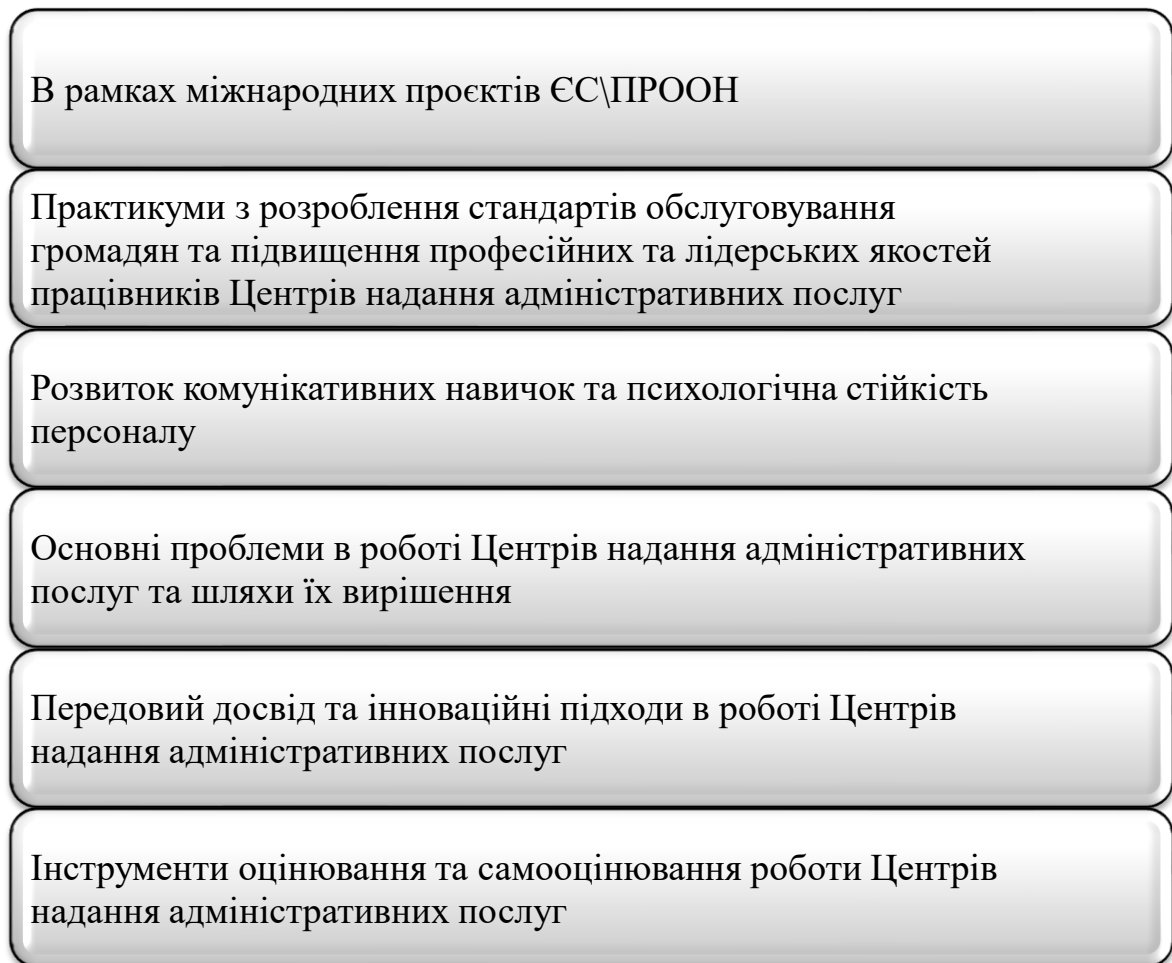 В рамках міжнародних проєктів ЄС\ПРООН
Практикуми з розроблення стандартів обслуговування
громадян та підвищення професійних та лідерських якостей
працівників Центрів надання адміністративних послуг
Розвиток комунікативних навичок та психологічна стійкість
персоналу
Основні проблеми в роботі Центрів надання адміністративних
послуг та шляхи їх вирішення
Передовий досвід та інноваційні підходи в роботі Центрів
надання адміністративних послуг
Інструменти оцінювання та самооцінювання роботи Центрів
надання адміністративних послуг